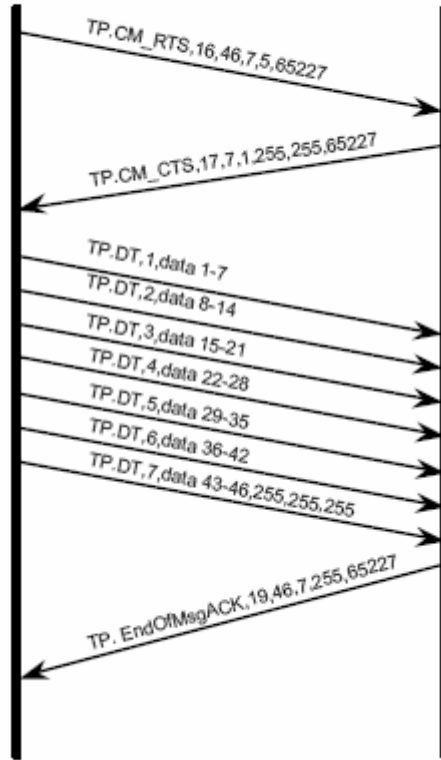 TP.CM_RTS,16,46,7,5,65227
TP.CM_CTS,17,7,1,255,255,65227
TP.DT,1,data 1-7
TP.DT,2,data 8-14
TP.DT,3,data 15-21
TP.DT,4,data 22-28
TP.DT,5,data 29-35
TP.DT,6,data 36-42
TP.DT,7,data 43-46,255,255,255
TP. EndOfMsgACK,19,46,7,255,65227